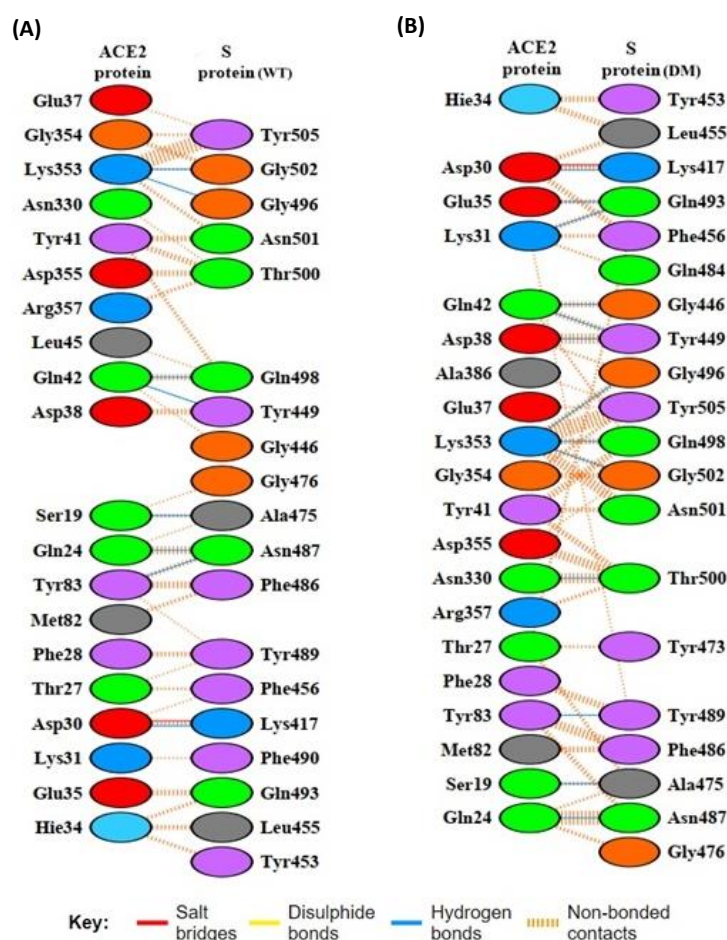 (A)
ACE2 protein
S protein (WT)
Glu37
Gly354
Tyr505
Lys353
Gly502
Asn330
Gly496
Tyr41
Asn501
Asp355
Thr500
Arg357
Leu45
Gln42
Gln498
Asp38
Tyr449
Gly446
Gly476
Ser19
Ala475
Gln24
Asn487
Tyr83
Phe486
Met82
Phe28
Tyr489
Thr27
Phe456
Asp30
Lys417
Lys31
Phe490
Glu35
Gln493
Hie34
Leu455
Tyr453
(B)
ACE2 protein
S protein (DM)
Hie34
Tyr453
Leu455
Asp30
Lys417
Glu35
Gln493
Lys31
Phe456
Gln484
Gln42
Gly446
Asp38
Tyr449
Ala386
Gly496
Glu37
Tyr505
Lys353
Gln498
Gly354
Gly502
Tyr41
Asn501
Asp355
Asn330
Thr500
Arg357
Thr27
Tyr473
Phe28
Tyr83
Tyr489
Met82
Phe486
Ser19
Ala475
Gln24
Asn487
Gly476
Key:
Salt bridges
Disulphide bonds
Hydrogen bonds
Non-bonded contacts